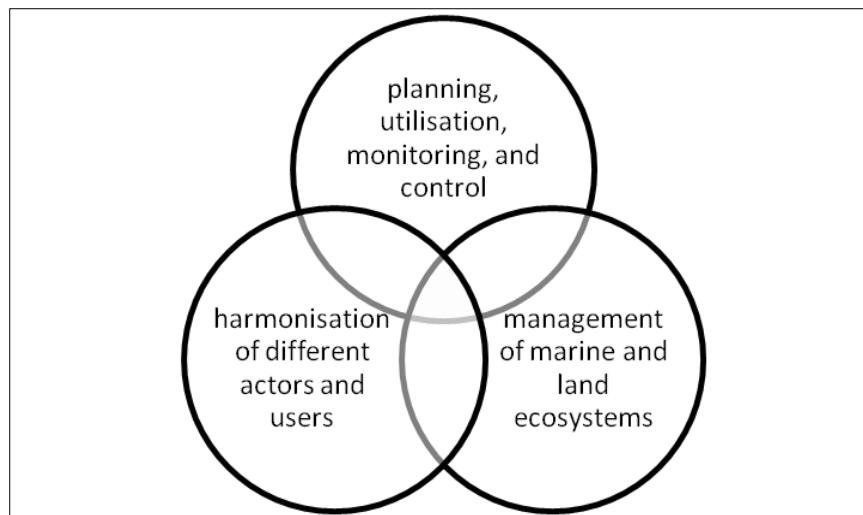 planning,
utilisation,
monitoring, and
control
harmonisation
of different
actors and
users
management
of marine and
land
ecosystems